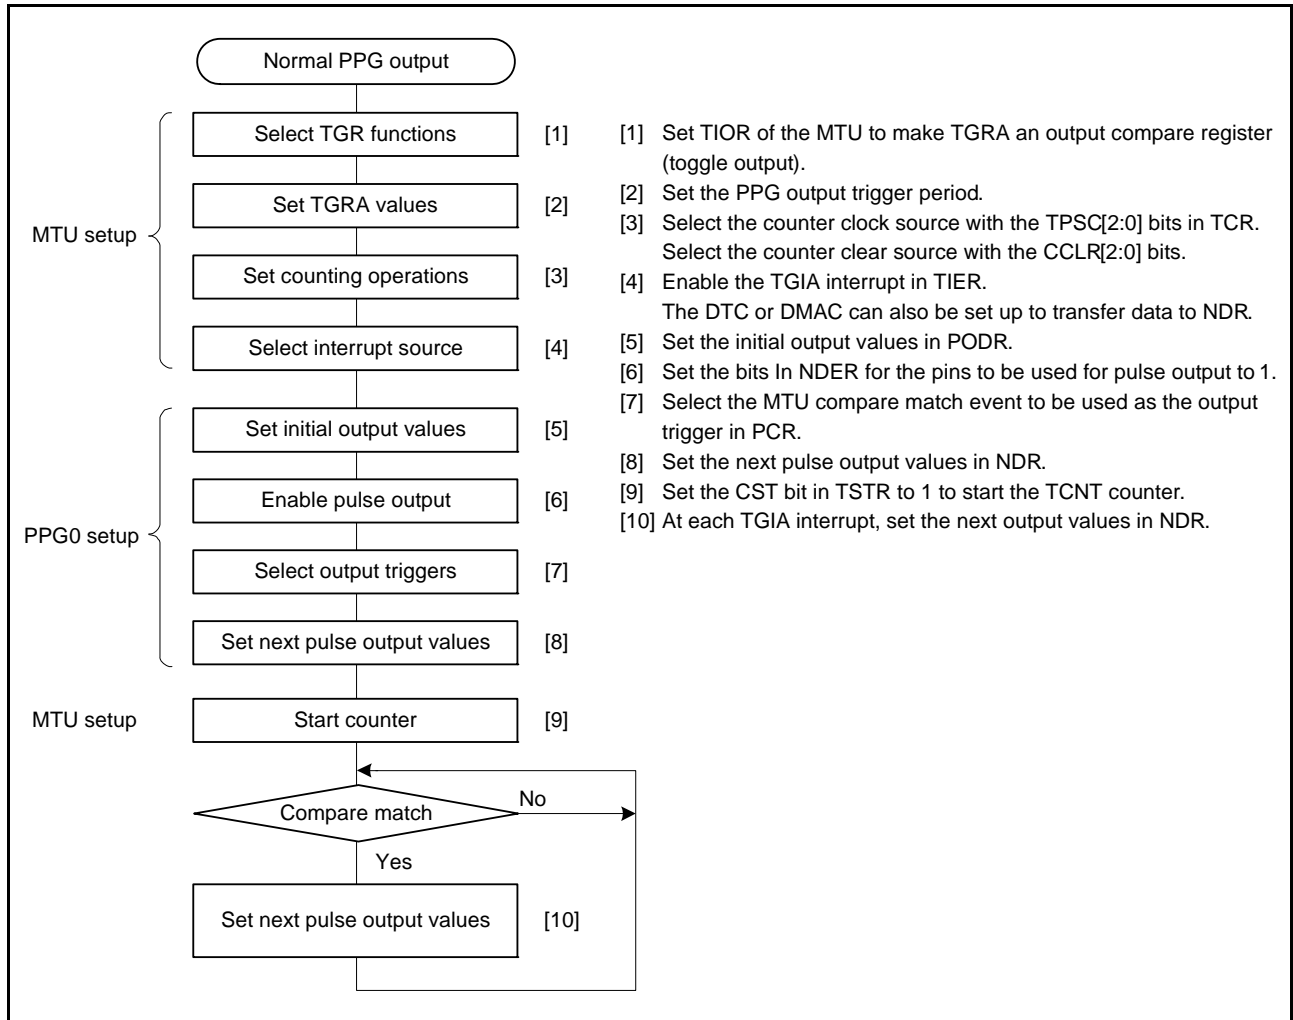 Normal PPG output
Select TGR functions [1]
Set TGRA values [2]
MTU setup
Set counting operations [3]
Select interrupt source [4]
Set initial output values [5]
Enable pulse output [6]
PPG0 setup
Select output triggers [7]
Set next pulse output values [8]
MTU setup Start counter [9]
Compare match No
Yes
Set next pulse output values [10]
[1] Set TIOR of the MTU to make TGRA an output compare register
(toggle output).
[2] Set the PPG output trigger period.
[3] Select the counter clock source with the TPSC[2:0] bits in TCR.
Select the counter clear source with the CCLR[2:0] bits.
[4] Enable the TGIA interrupt in TIER.
The DTC or DMAC can also be set up to transfer data to NDR.
[5] Set the initial output values in PODR.
[6] Set the bits In NDER for the pins to be used for pulse output to 1.
[7] Select the MTU compare match event to be used as the output
trigger in PCR.
[8] Set the next pulse output values in NDR.
[9] Set the CST bit in TSTR to 1 to start the TCNT counter.
[10] At each TGIA interrupt, set the next output values in NDR.